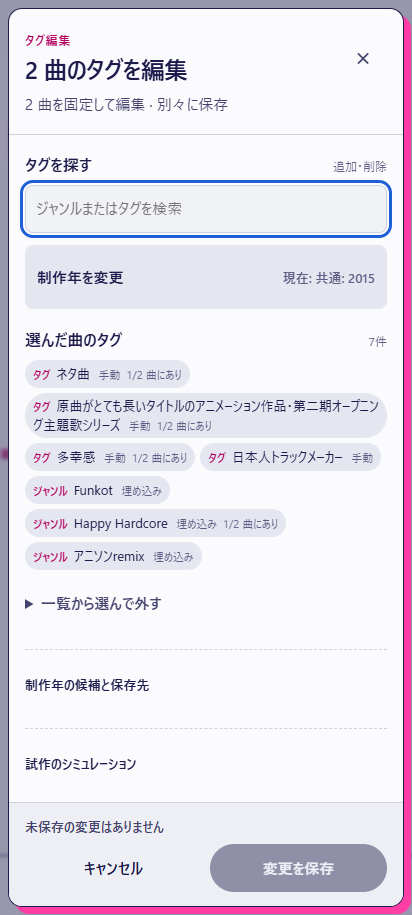 タグ編集
2 曲のタグを編集
2 曲を固定して編集 · 別々に保存
タグを探す 追加・削除
ジャンルまたはタグを検索
制作年を変更 現在: 共通: 2015
選んだ曲のタグ 7件
タグ ネタ曲 手動 1/2 曲にあり
タグ 原曲がとても長いタイトルのアニメーション作品・第二期オープニン
グ主題歌シリーズ 手動 1/2 曲にあり
タグ 多幸感 手動 1/2 曲にあり タグ 日本人トラックメーカー 手動
ジャンル Funkot 埋め込み
ジャンル Happy Hardcore 埋め込み 1/2 曲にあり
ジャンル アニソンremix 埋め込み
▶ 一覧から選んで外す
制作年の候補と保存先
試作のシミュレーション
未保存の変更はありません
キャンセル 変更を保存